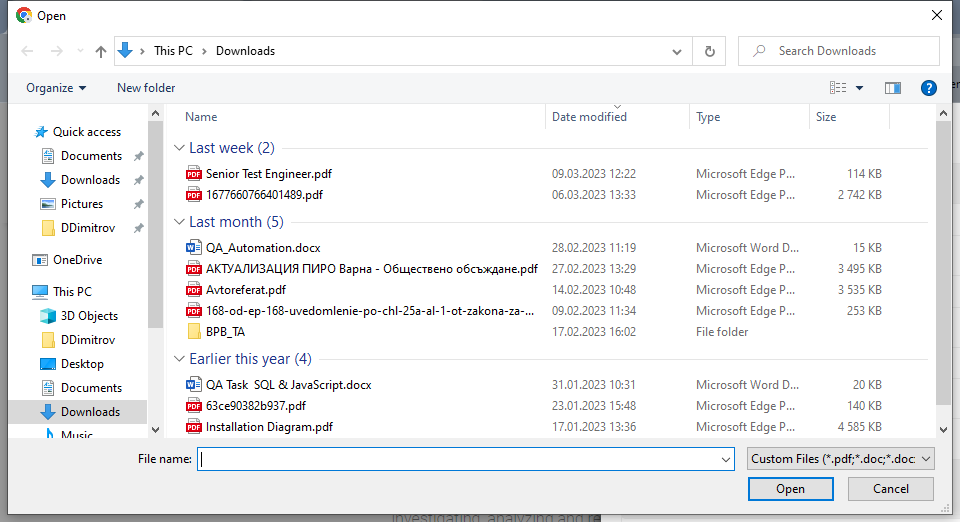 Open
This PC > Downloads
Search Downloads
Organize New folder
Name Date modified Type Size
Quick access
Documents
Downloads
Pictures
DDimitrov
OneDrive
This PC
3D Objects
DDimitrov
Desktop
Documents
Downloads
Music
Last week (2)
Senior Test Engineer.pdf 09.03.2023 12:22 Microsoft Edge P... 114 KB
1677660766401489.pdf 06.03.2023 13:33 Microsoft Edge P... 2 742 KB
Last month (5)
QA_Automation.docx 28.02.2023 11:19 Microsoft Word D... 15 KB
АКТУАЛИЗАЦИЯ ПИРО Варна - Обществено обсъждане.pdf 27.02.2023 13:29 Microsoft Edge P... 3 495 KB
Avtoreferat.pdf 14.02.2023 10:48 Microsoft Edge P... 3 535 KB
168-od-ep-168-uvedomlenie-po-chl-25a-al-1-ot-zakona-za-... 09.02.2023 11:34 Microsoft Edge P... 253 KB
BPB_TA 17.02.2023 16:02 File folder
Earlier this year (4)
QA Task SQL & JavaScript.docx 31.01.2023 10:31 Microsoft Word D... 20 KB
63ce90382b937.pdf 23.01.2023 15:48 Microsoft Edge P... 140 KB
Installation Diagram.pdf 17.01.2023 13:36 Microsoft Edge P... 4 585 KB
File name: Custom Files (*.pdf;*.doc;*.doc
Open Cancel
investigating, analyzing and re